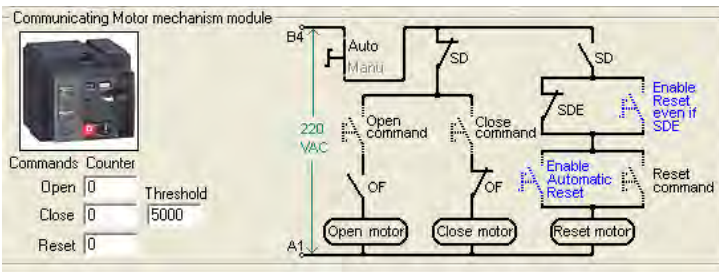 Communicating Motor mechanism module
B4
Auto
Manu
SD
SD
Enable
Reset
even if
SDE
SDE
220
VAC
Open
command
Close
command
Commands Counter
Enable
Automatic
Reset
Reset
command
Open 0
Threshold
OF
OF
Close 0
5000
Reset 0
A1
Open motor
Close motor
Reset motor